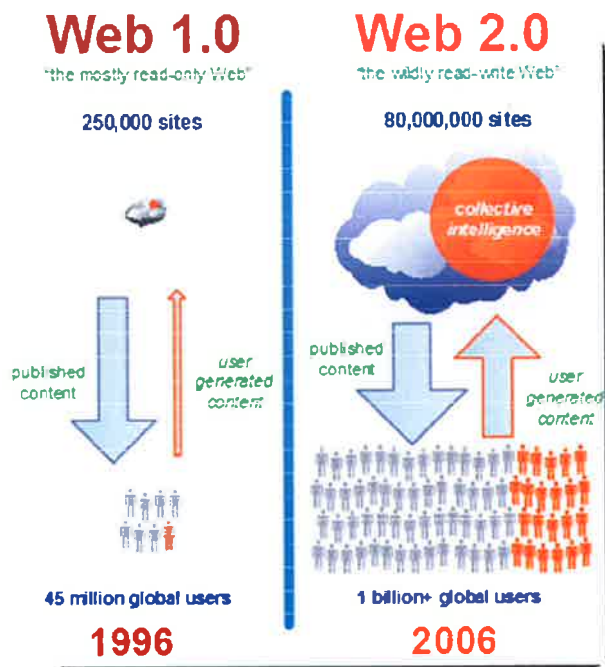 Web 1.0
"the mostly read-only Web"
250,000 sites
published
content
user
generated
content
45 million global users
1996
Web 2.0
"the wildly read-write Web"
80,000,000 sites
collective
intelligence
published
content
user
generated
content
1 billion+ global users
2006